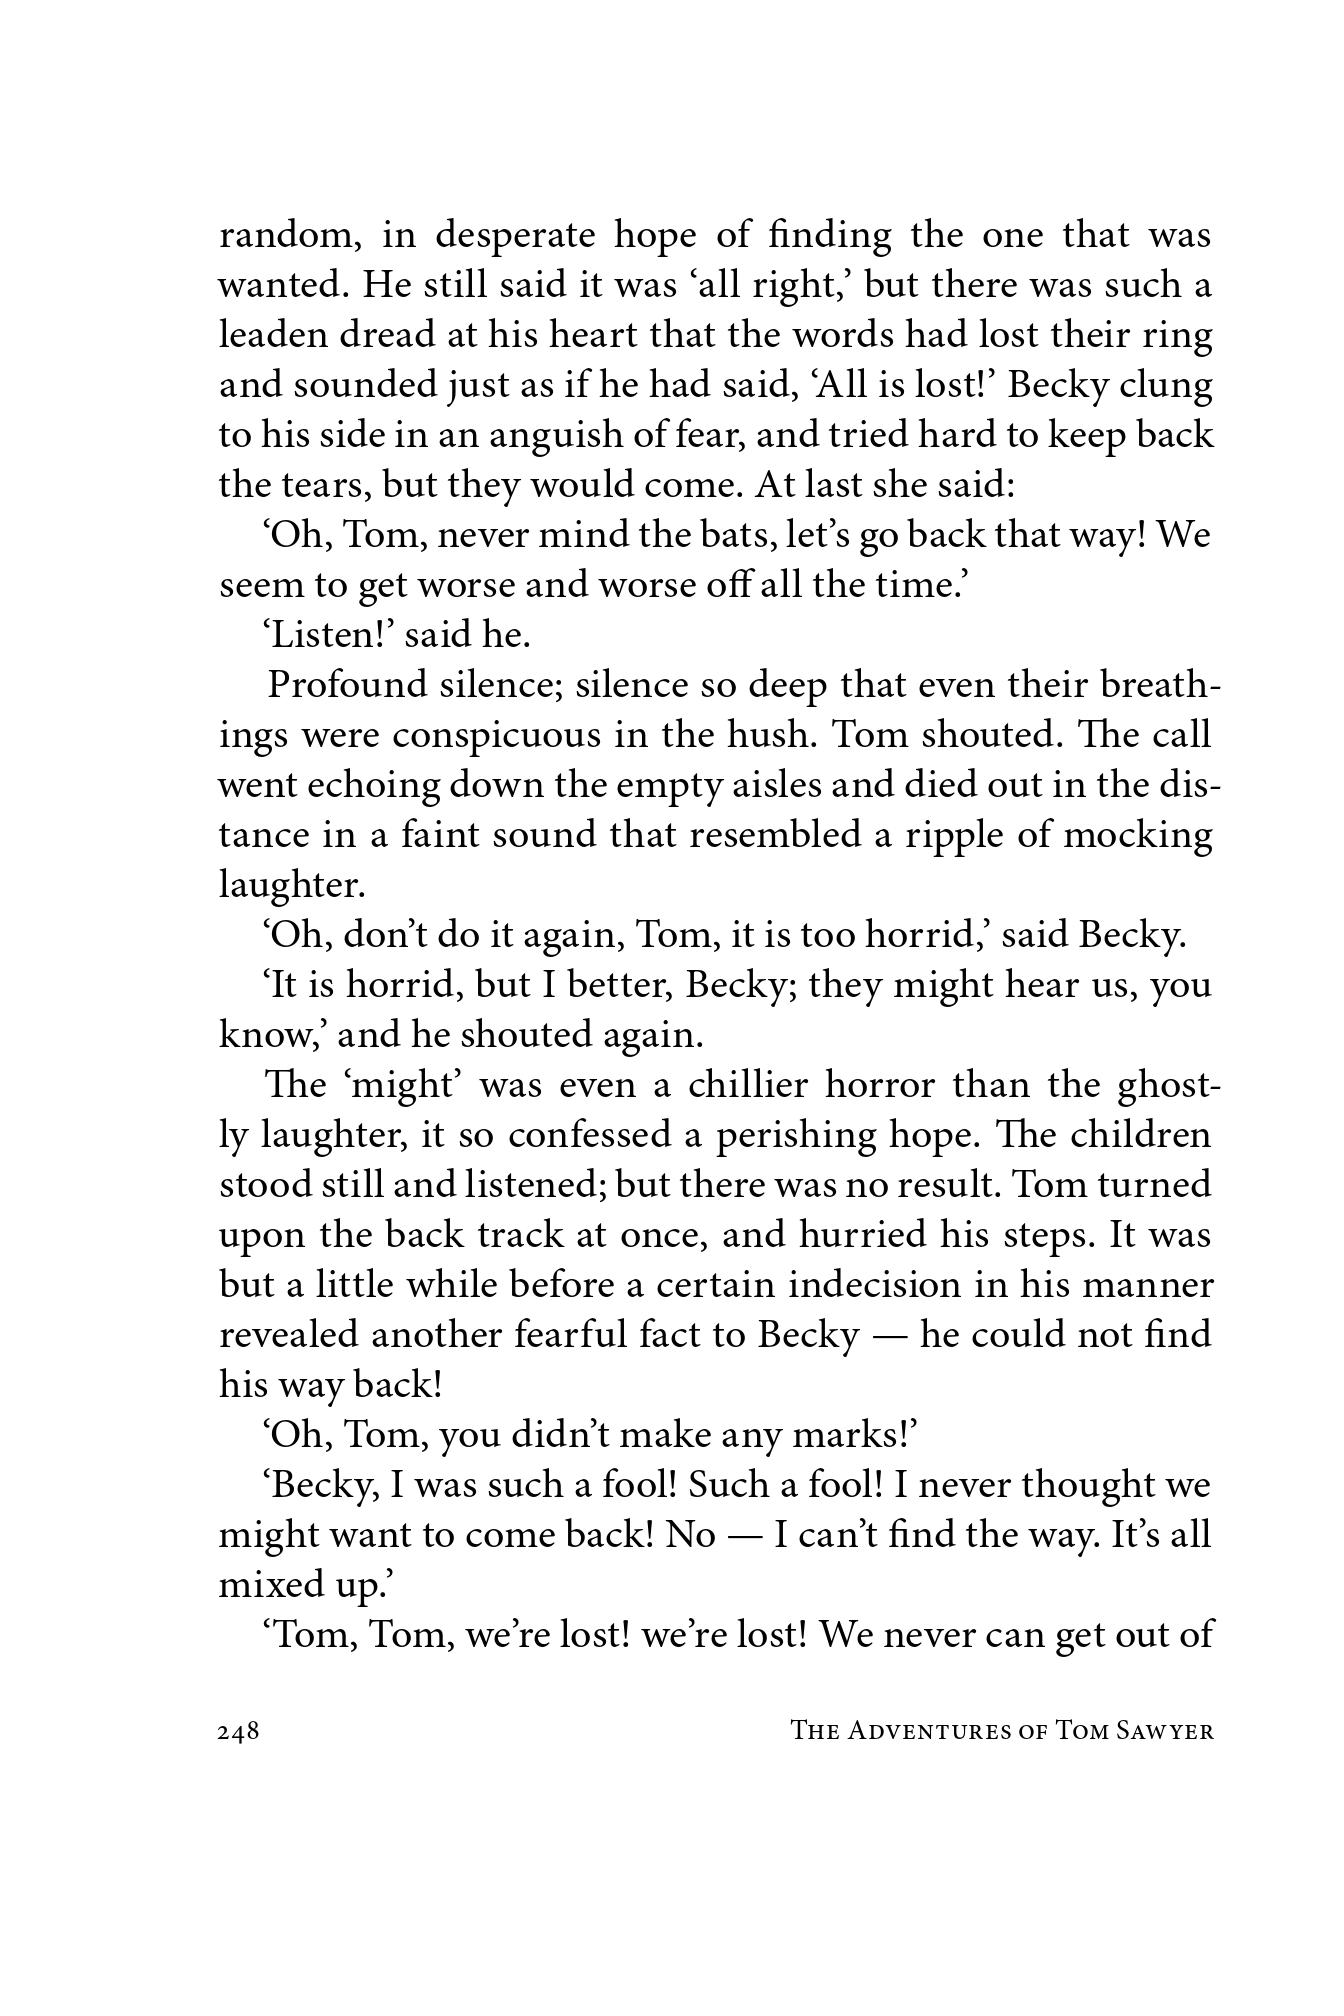 random, in desperate hope of finding the one that was
wanted. He still said it was ‘all right,’ but there was such a
leaden dread at his heart that the words had lost their ring
and sounded just as if he had said, ‘All is lost!’ Becky clung
to his side in an anguish of fear, and tried hard to keep back
the tears, but they would come. At last she said:
‘Oh, Tom, never mind the bats, let’s go back that way! We
seem to get worse and worse off all the time.’
‘Listen!’ said he.
Profound silence; silence so deep that even their breath-
ings were conspicuous in the hush. Tom shouted. The call
went echoing down the empty aisles and died out in the dis-
tance in a faint sound that resembled a ripple of mocking
laughter.
‘Oh, don’t do it again, Tom, it is too horrid,’ said Becky.
‘It is horrid, but I better, Becky; they might hear us, you
know,’ and he shouted again.
The ‘might’ was even a chillier horror than the ghost-
ly laughter, it so confessed a perishing hope. The children
stood still and listened; but there was no result. Tom turned
upon the back track at once, and hurried his steps. It was
but a little while before a certain indecision in his manner
revealed another fearful fact to Becky — he could not find
his way back!
‘Oh, Tom, you didn’t make any marks!’
‘Becky, I was such a fool! Such a fool! I never thought we
might want to come back! No — I can’t find the way. It’s all
mixed up.’
‘Tom, Tom, we’re lost! we’re lost! We never can get out of
248 The Adventures of Tom Sawyer